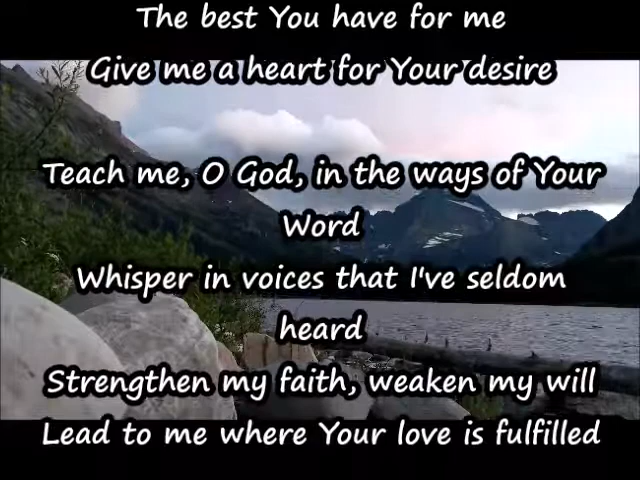 The best You have for me
Give me a heart for Your desire
Teach me, O God, in the ways of Your
Word
Whisper in voices that I've seldom
heard
Strengthen my faith, weaken my will
Lead to me where Your love is fulfilled